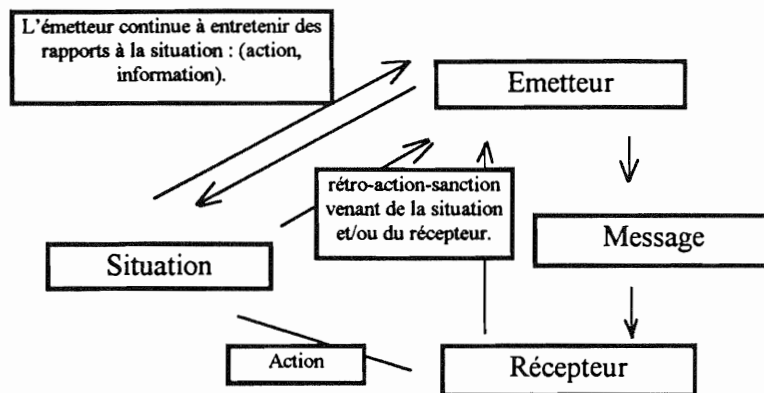 L'émetteur continue à entretenir des
rapports à la situation : (action,
information).
Emetteur
rétro-action-sanction
venant de la situation
et/ou du récepteur.
Message
Situation
Action
Récepteur